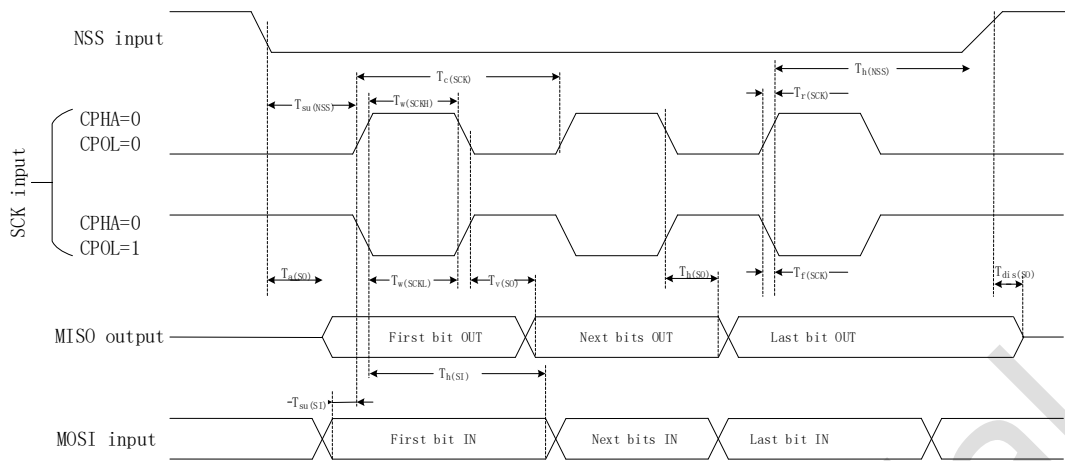 NSS input
Tc(SCK)
Th(NSS)
Tsu(NSS)
Tw(SCKH)
Tr(SCK)
CPHA=0
CPOL=0
SCK input
CPHA=0
CPOL=1
Ta(SO)
Tw(SCKL)
Tv(SO)
Th(SO)
Tf(SCK)
Tdis(SO)
MISO output
First bit OUT
Next bits OUT
Last bit OUT
Th(SI)
Tsu(SI)
MOSI input
First bit IN
Next bits IN
Last bit IN